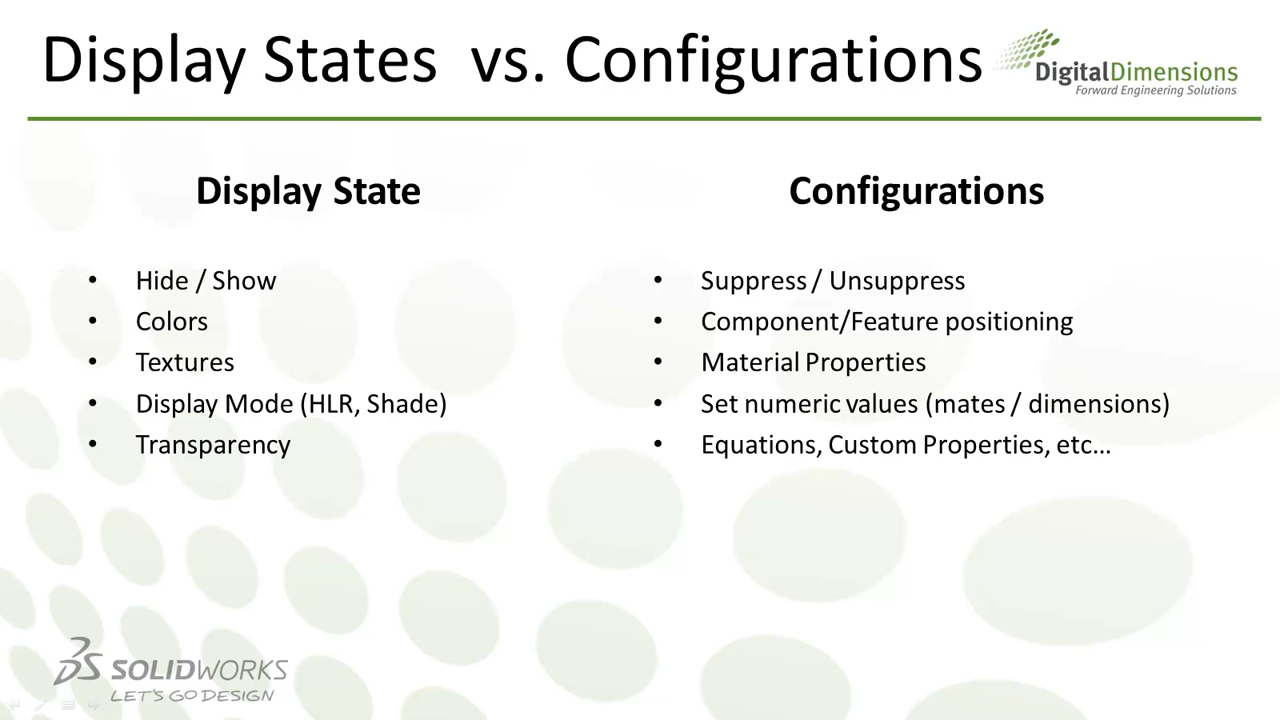 Display States vs. Configurations
DigitalDimensions
Forward Engineering Solutions
Display State
• Hide / Show
• Colors
• Textures
• Display Mode (HLR, Shade)
• Transparency
Configurations
• Suppress / Unsuppress
• Component/Feature positioning
• Material Properties
• Set numeric values (mates / dimensions)
• Equations, Custom Properties, etc…
SOLIDWORKS
LET'S GO DESIGN